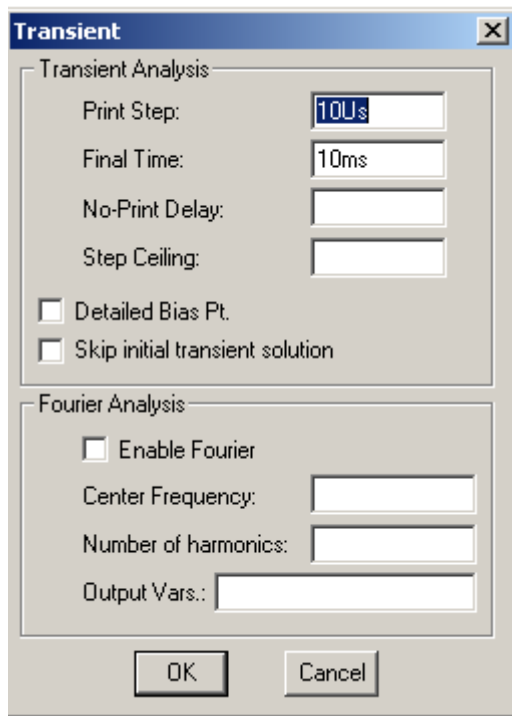 Transient
Transient Analysis
Print Step: 10Us
Final Time: 10ms
No-Print Delay:
Step Ceiling:
Detailed Bias Pt.
Skip initial transient solution
Fourier Analysis
Enable Fourier
Center Frequency:
Number of harmonics:
Output Vars.:
OK Cancel